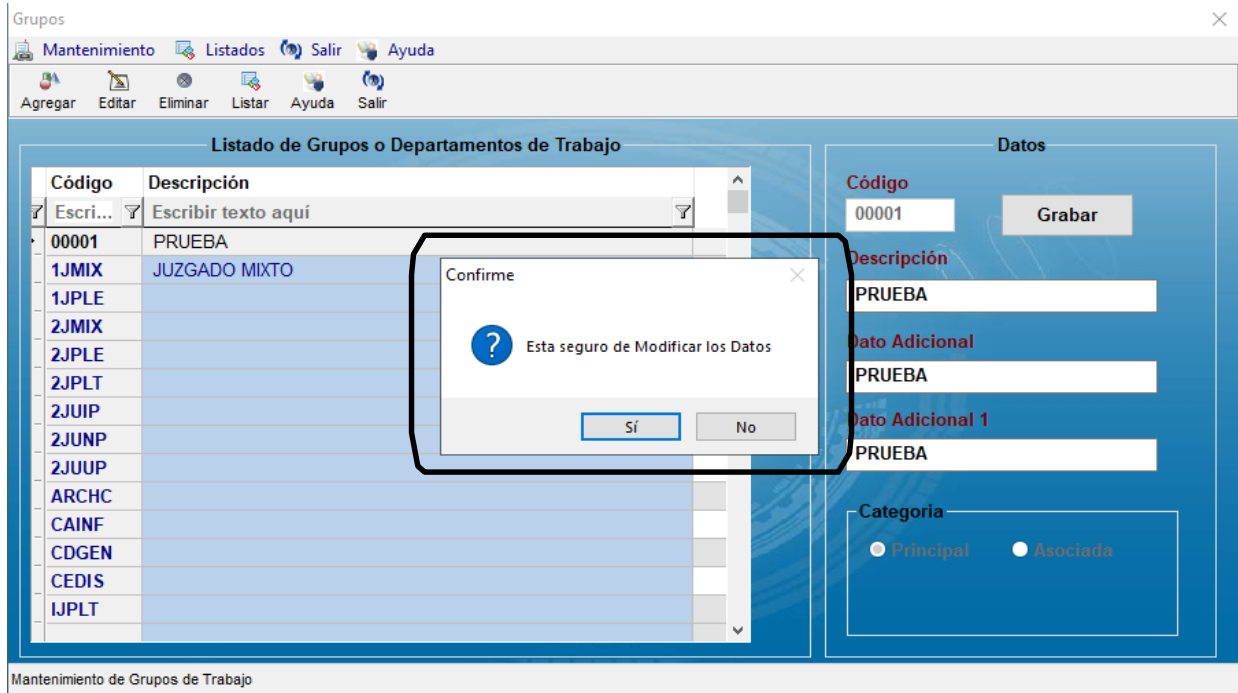 Grupos
Mantenimiento Listados Salir Ayuda
Agregar Editar Eliminar Listar Ayuda Salir
Listado de Grupos o Departamentos de Trabajo
Código Descripción
Escri... Escribir texto aquí
00001 PRUEBA
1JMIX JUZGADO MIXTO
1JPLE
2JMIX
2JPLE
2JPLT
2JUIP
2JUNP
2JUUP
ARCHC
CAINF
CDGEN
CEDIS
IJPLT
Confirme
Esta seguro de Modificar los Datos
Sí No
Datos
Código
00001 Grabar
Descripción
PRUEBA
Dato Adicional
PRUEBA
Dato Adicional 1
PRUEBA
Categoria
Principal Asociada
Mantenimiento de Grupos de Trabajo